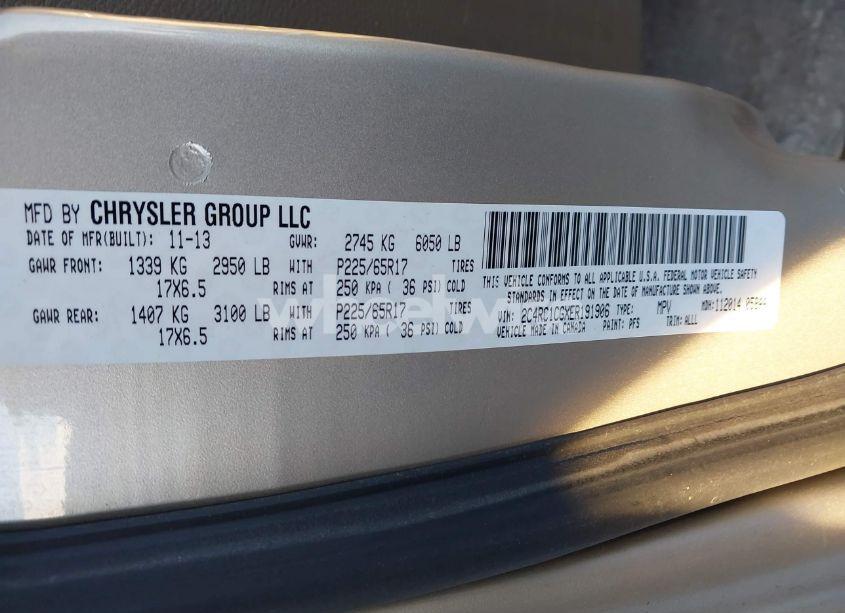 MFD BY CHRYSLER GROUP LLC
DATE OF MFR(BUILT): 11-13 GVWR: 2745 KG 6050 LB
GAWR FRONT: 1339 KG 2950 LB WITH P225/65R17 TIRES
17X6.5 RIMS AT 250 KPA ( 36 PSI) COLD
GAWR REAR: 1407 KG 3100 LB WITH P225/65R17 TIRES
17X6.5 RIMS AT 250 KPA ( 36 PSI) COLD
THIS VEHICLE CONFORMS TO ALL APPLICABLE U.S.A. FEDERAL MOTOR VEHICLE SAFETY
STANDARDS IN EFFECT ON THE DATE OF MANUFACTURE SHOWN ABOVE.
VIN: 2C4RC1CGXER191906 TYPE: MPV MDH: 112014
VEHICLE MADE IN CANADA PAINT: PFS TRIM: ALL